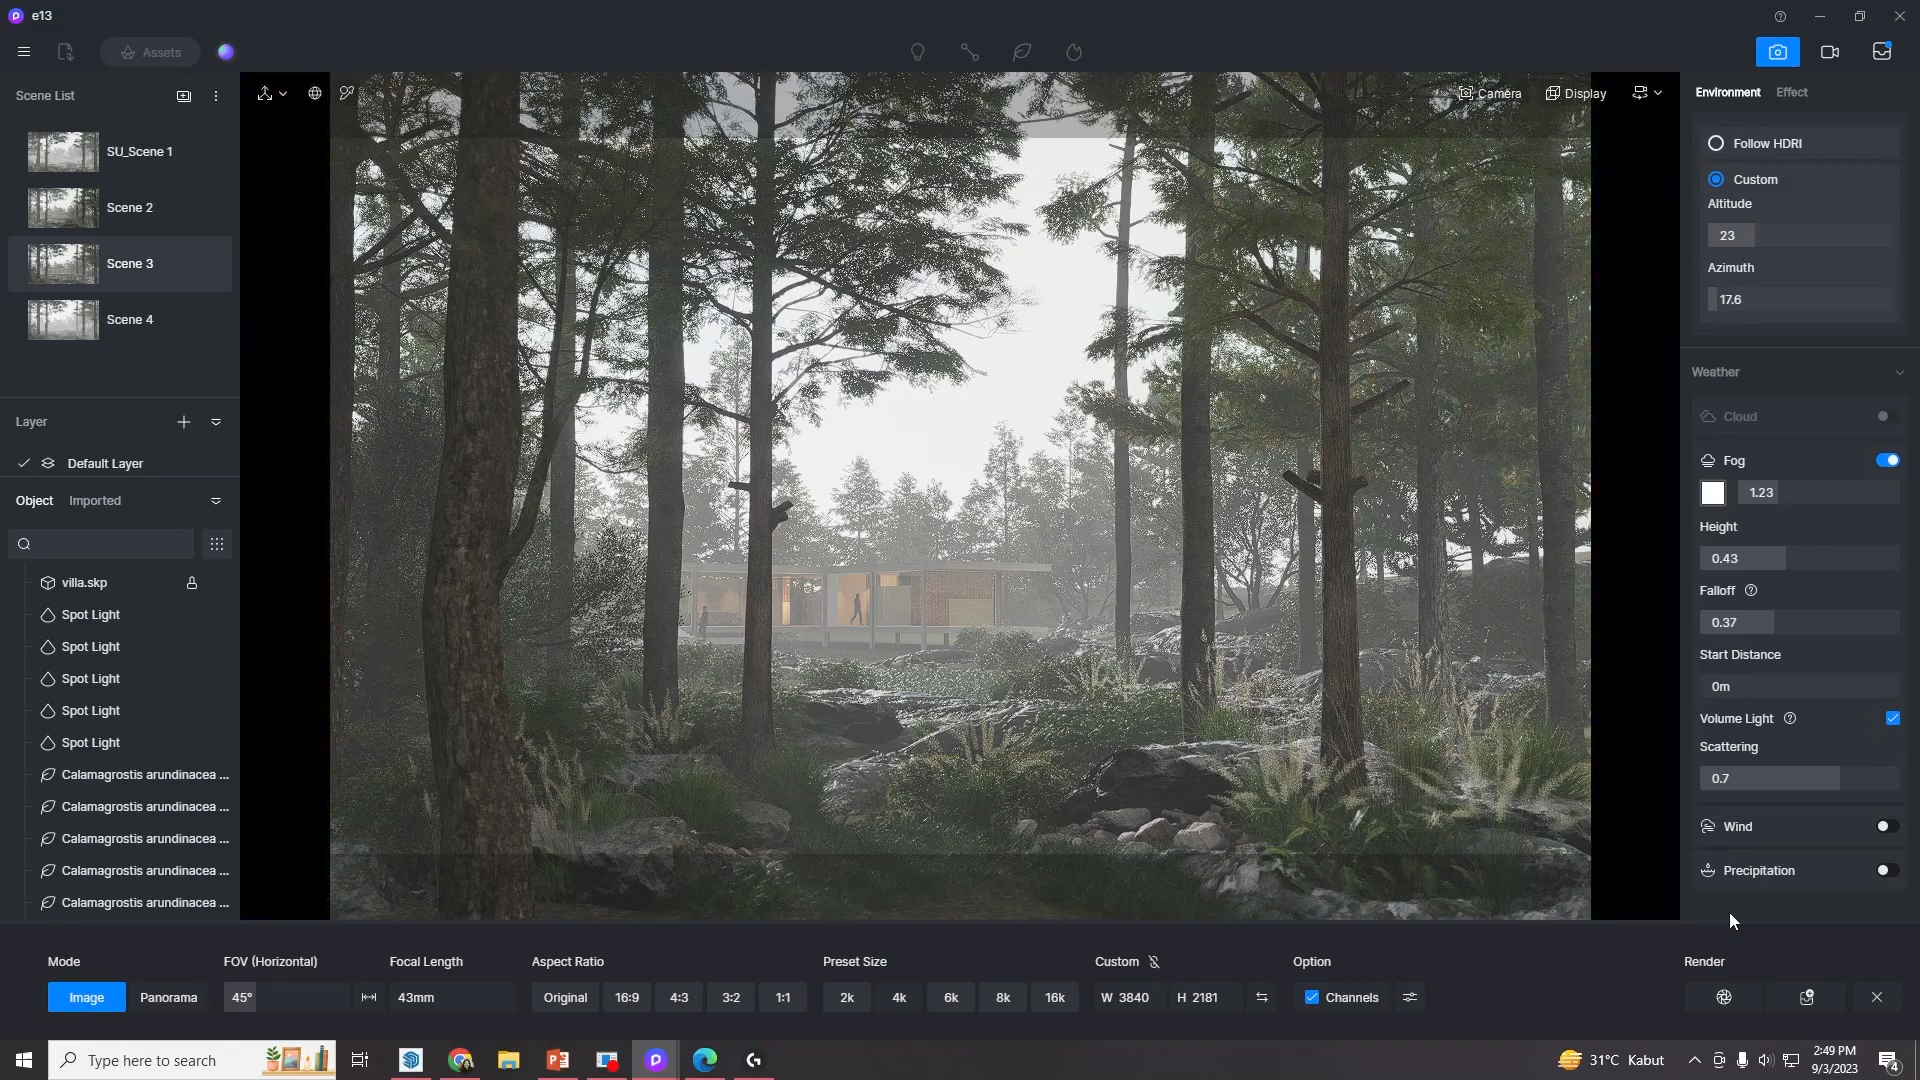 e13
Assets
Scene List
SU_Scene 1
Scene 2
Scene 3
Scene 4
Layer
Default Layer
Object Imported
villa.skp
Spot Light
Spot Light
Spot Light
Spot Light
Spot Light
Calamagrostis arundinacea ...
Calamagrostis arundinacea ...
Calamagrostis arundinacea ...
Calamagrostis arundinacea ...
Calamagrostis arundinacea ...
Camera Display
Environment Effect
Follow HDRI
Custom
Altitude
23
Azimuth
17.6
Weather
Cloud
Fog
1.23
Height
0.43
Falloff
0.37
Start Distance
0m
Volume Light
Scattering
0.7
Wind
Precipitation
Mode FOV (Horizontal) Focal Length Aspect Ratio Preset Size Custom Option Render
Image Panorama 45° 43mm Original 16:9 4:3 3:2 1:1 2k 4k 6k 8k 16k W 3840 H 2181 Channels
Type here to search
31°C Kabut
2:49 PM
9/3/2023
4